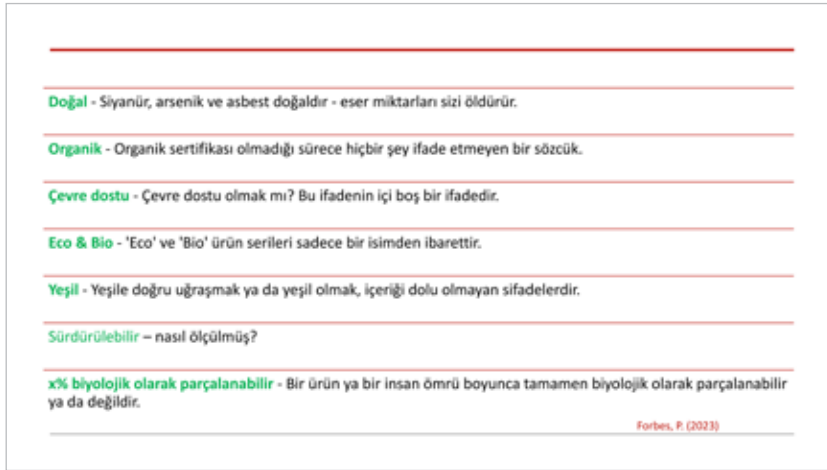 Doğal - Siyanür, arsenik ve asbest doğaldır - eser miktarları sizi öldürür.
Organik - Organik sertifikası olmadığı sürece hiçbir şey ifade etmeyen bir sözcük.
Çevre dostu - Çevre dostu olmak mı? Bu ifadenin içi boş bir ifadedir.
Eco & Bio - 'Eco' ve 'Bio' ürün serileri sadece bir isimden ibarettir.
Yeşil - Yeşile doğru uğraşmak ya da yeşil olmak, içeriği dolu olmayan sifadelerdir.
Sürdürülebilir – nasıl ölçülmüş?
x% biyolojik olarak parçalanabilir - Bir ürün ya bir insan ömrü boyunca tamamen biyolojik olarak parçalanabilir
ya da değildir.
Forbes, P. (2023)